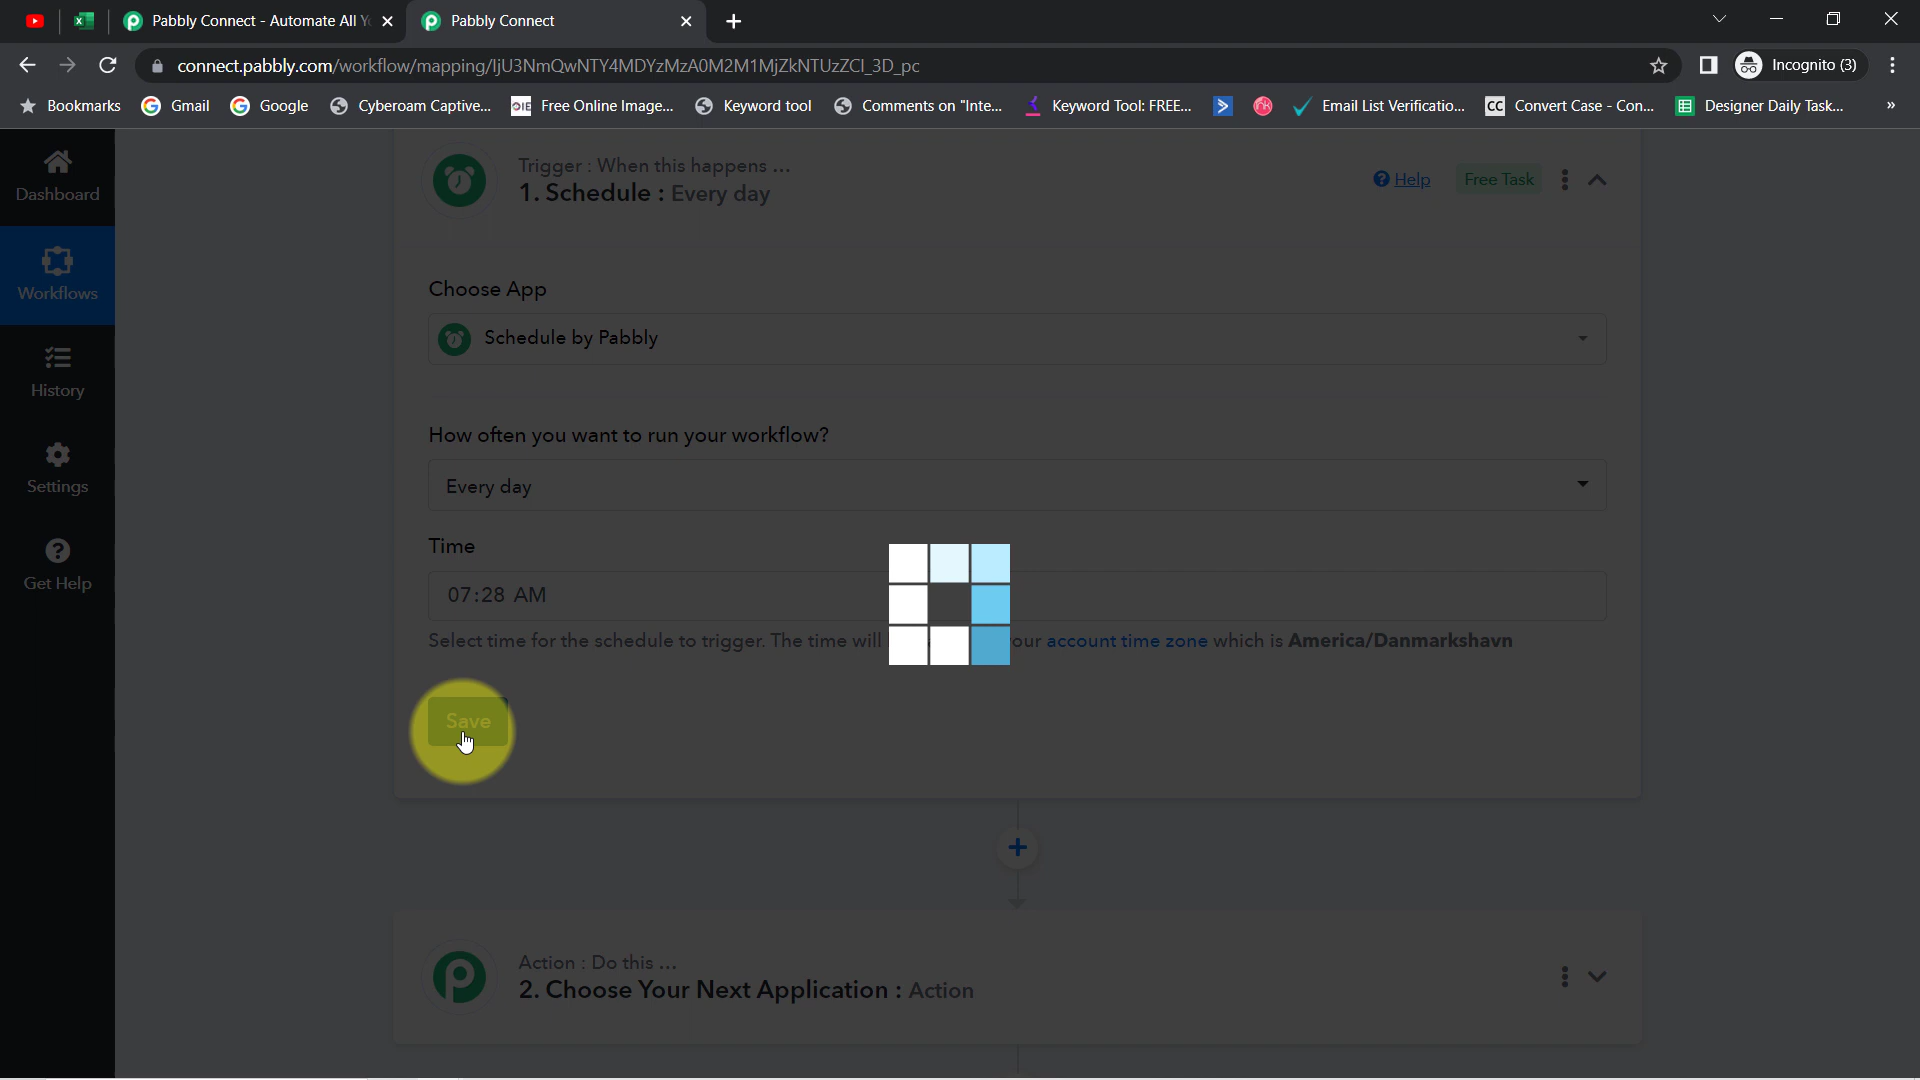 Pabbly Connect - Automate All Y
Pabbly Connect
connect.pabbly.com/workflow/mapping/IjU3NmQwNTY4MDYzMzA0M2M1MjZkNTUzZCI_3D_pc
Incognito (3)
Bookmarks
Gmail
Google
Cyberoam Captive...
OIE Free Online Image...
Keyword tool
Comments on "Inte...
Keyword Tool: FREE...
Email List Verificatio...
CC Convert Case - Con...
Designer Daily Task...
»
Dashboard
Workflows
History
Settings
Get Help
Trigger : When this happens ...
1. Schedule : Every day
Help
Free Task
Choose App
Schedule by Pabbly
How often you want to run your workflow?
Every day
Time
07:28 AM
Select time for the schedule to trigger. The time will our account time zone which is America/Danmarkshavn
Save
Action : Do this ...
2. Choose Your Next Application : Action